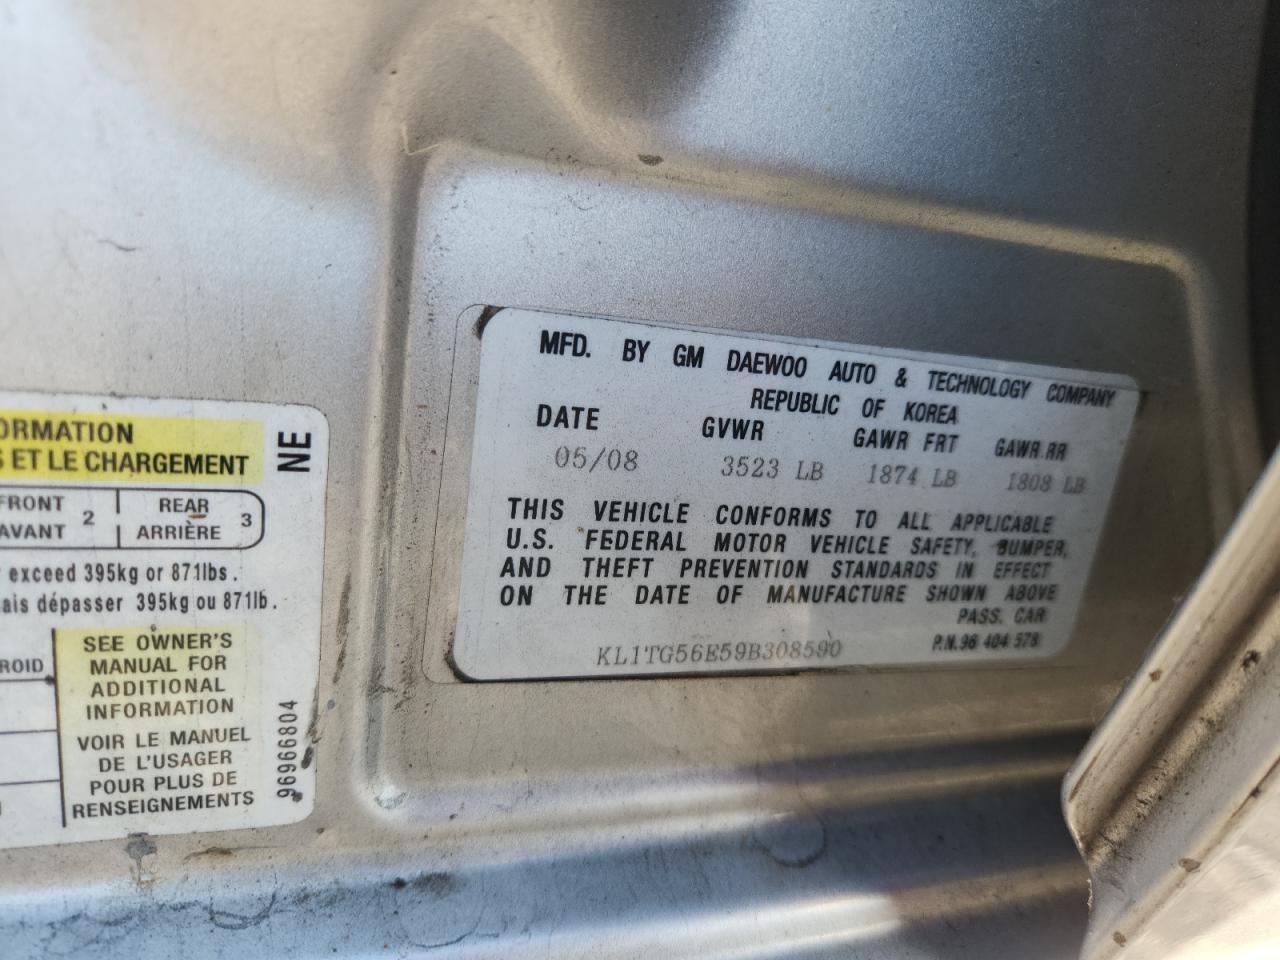 ORMATION
S ET LE CHARGEMENT
NE
FRONT
AVANT
2
REAR
ARRIÈRE
3
exceed 395kg or 871lbs.
ais dépasser 395kg ou 871lb.
ROID
SEE OWNER'S
MANUAL FOR
ADDITIONAL
INFORMATION
VOIR LE MANUEL
DE L'USAGER
POUR PLUS DE
RENSEIGNEMENTS
96966804
MFD. BY GM DAEWOO AUTO & TECHNOLOGY COMPANY
REPUBLIC OF KOREA
DATE GVWR GAWR FRT GAWR RR
05/08 3523 LB 1874 LB 1808 LB
THIS VEHICLE CONFORMS TO ALL APPLICABLE
U.S. FEDERAL MOTOR VEHICLE SAFETY, BUMPER,
AND THEFT PREVENTION STANDARDS IN EFFECT
ON THE DATE OF MANUFACTURE SHOWN ABOVE
PASS. CAR
KL1TG56E59B308590
P.N.96 404 578